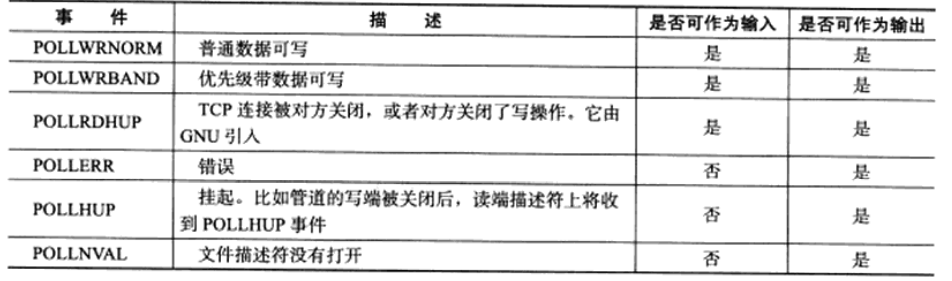 事 件 描 述 是否可作为输入 是否可作为输出
POLLWRNORM 普通数据可写 是 是
POLLWRBAND 优先级带数据可写 是 是
POLLRDHUP TCP 连接被对方关闭，或者对方关闭了写操作。它由 是 是
GNU 引入
POLLERR 错误 否 是
POLLHUP 挂起。比如管道的写端被关闭后，读端描述符上将收 否 是
到 POLLHUP 事件
POLLNVAL 文件描述符没有打开 否 是